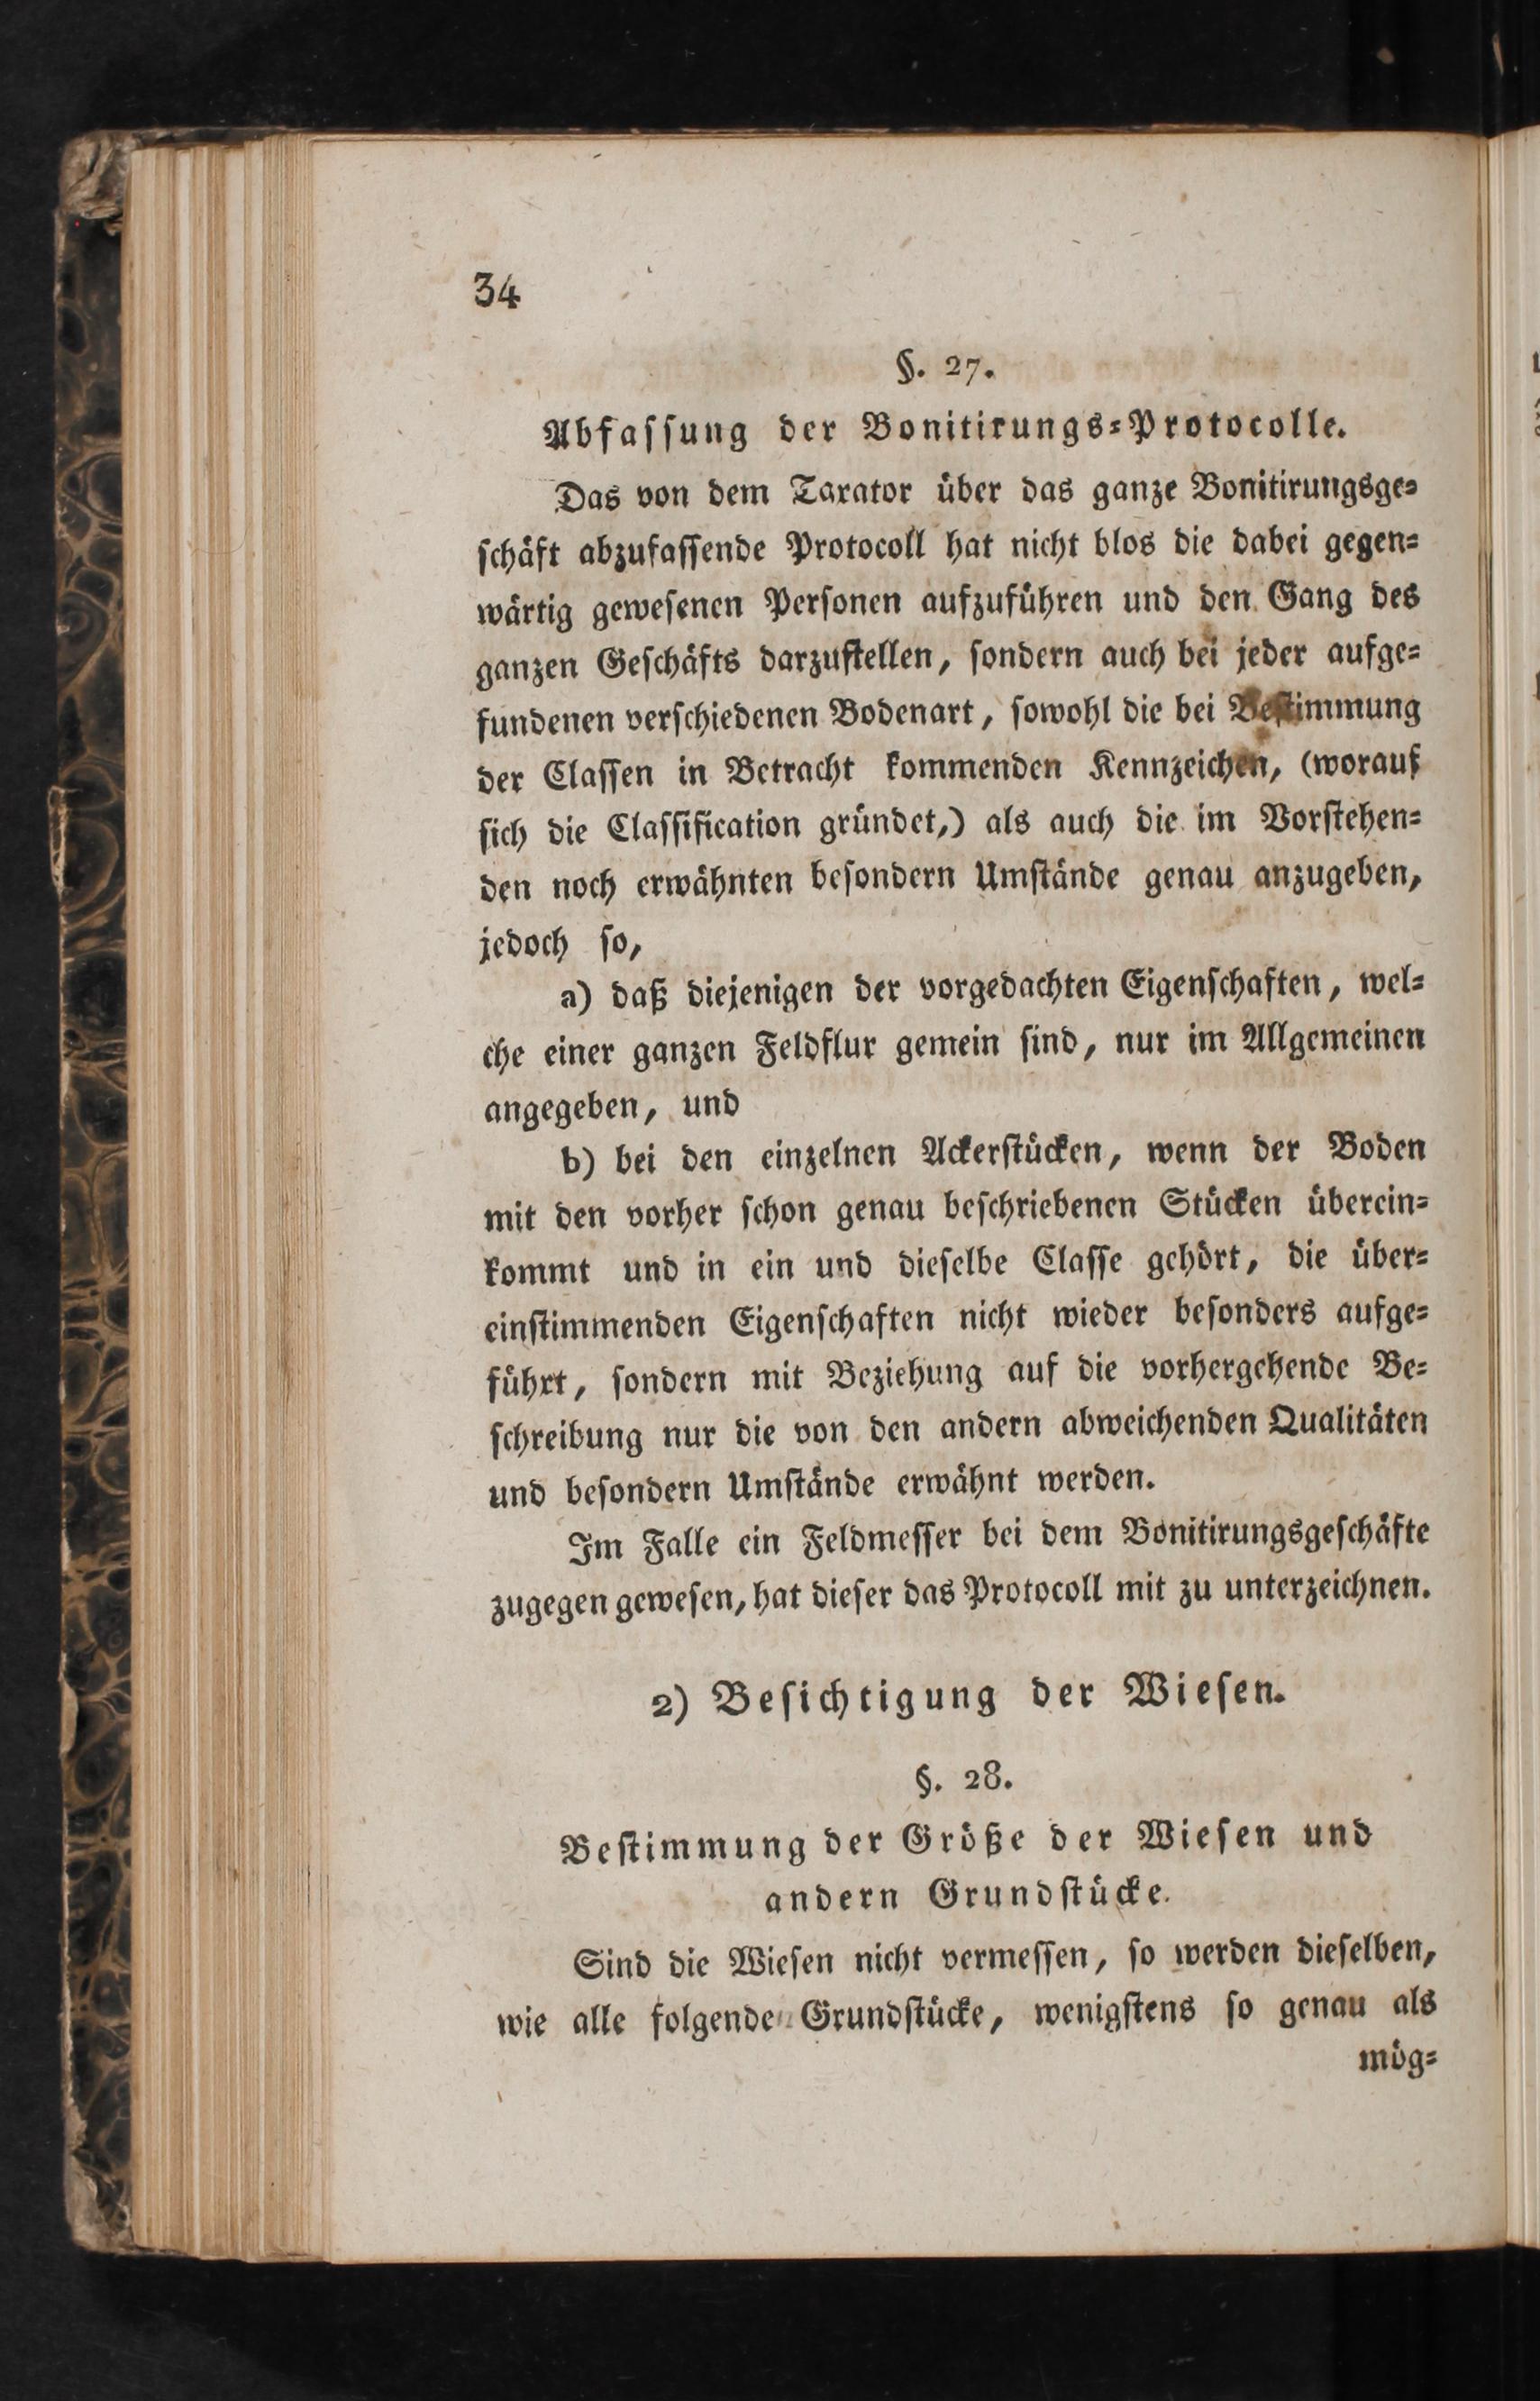 34
§. 27.
Abfassung der Bonitirungs-Protocolle.
Das von dem Taxator über das ganze Bonitirungsge-
schäft abzufassende Protocoll hat nicht blos die dabei gegen-
wärtig gewesenen Personen aufzuführen und den Gang des
ganzen Geschäfts darzustellen, sondern auch bei jeder aufge-
fundenen verschiedenen Bodenart, sowohl die bei Bestimmung
der Classen in Betracht kommenden Kennzeichen, (worauf
sich die Classification gründet,) als auch die im Vorstehen-
den noch erwähnten besondern Umstände genau anzugeben,
jedoch so,
a) daß diejenigen der vorgedachten Eigenschaften, wel-
che einer ganzen Feldflur gemein sind, nur im Allgemeinen
angegeben, und
b) bei den einzelnen Ackerstücken, wenn der Boden
mit den vorher schon genau beschriebenen Stücken überein-
kommt und in ein und dieselbe Classe gehört, die über-
einstimmenden Eigenschaften nicht wieder besonders aufge-
führt, sondern mit Beziehung auf die vorhergehende Be-
schreibung nur die von den andern abweichenden Qualitäten
und besondern Umstände erwähnt werden.
Im Falle ein Feldmesser bei dem Bonitirungsgeschäfte
zugegen gewesen, hat dieser das Protocoll mit zu unterzeichnen.
2) Besichtigung der Wiesen.
§. 28.
Bestimmung der Größe der Wiesen und
andern Grundstücke.
Sind die Wiesen nicht vermessen, so werden dieselben,
wie alle folgende Grundstücke, wenigstens so genau als
mög-